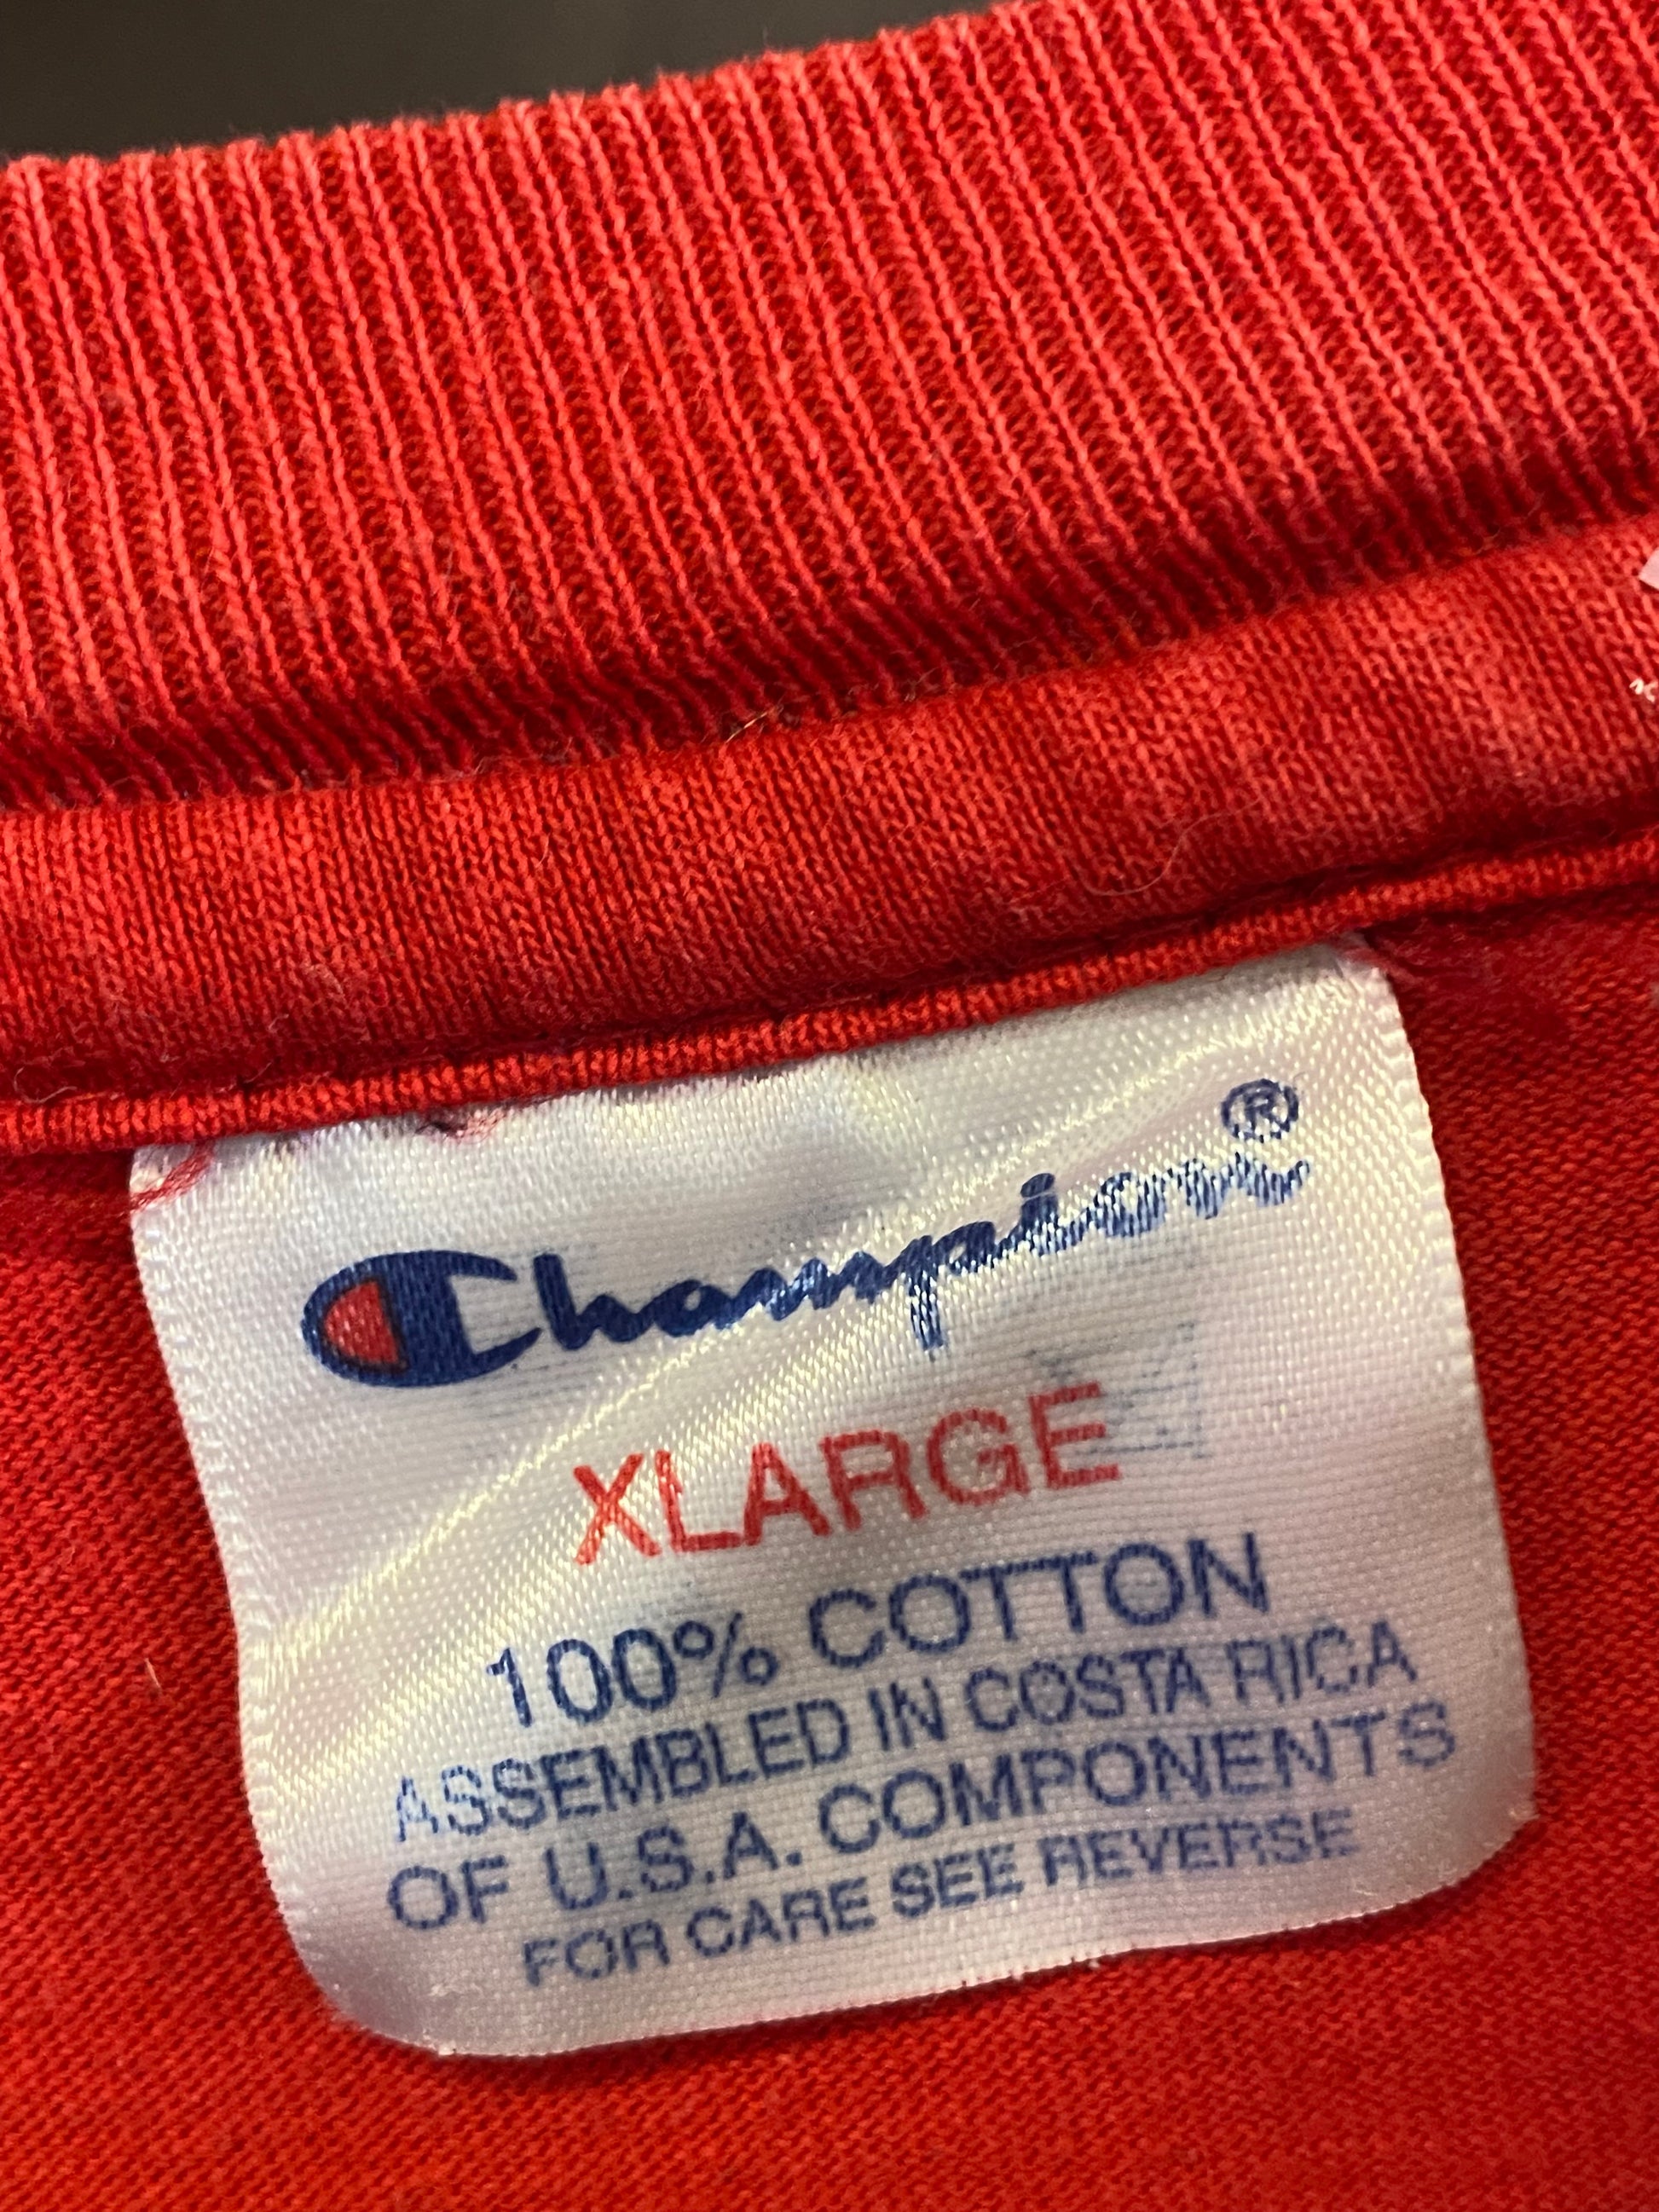 Champion®
XLARGE
100% COTTON
ASSEMBLED IN COSTA RICA
OF U.S.A. COMPONENTS
FOR CARE SEE REVERSE